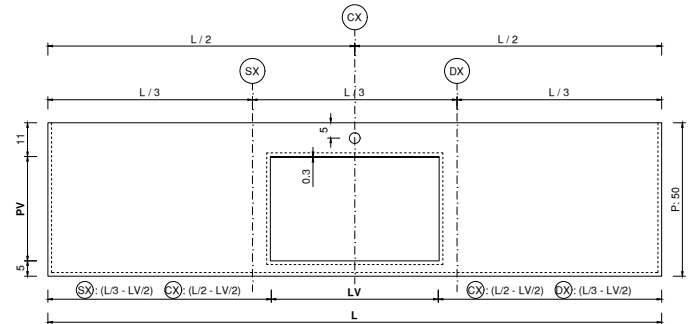 CX
L / 2 L / 2
SX DX
L / 3 L / 3 L / 3
11 5
0.3
PV P: 50
5
SX: (L/3 - LV/2) CX: (L/2 - LV/2) LV CX: (L/2 - LV/2) DX: (L/3 - LV/2)
L